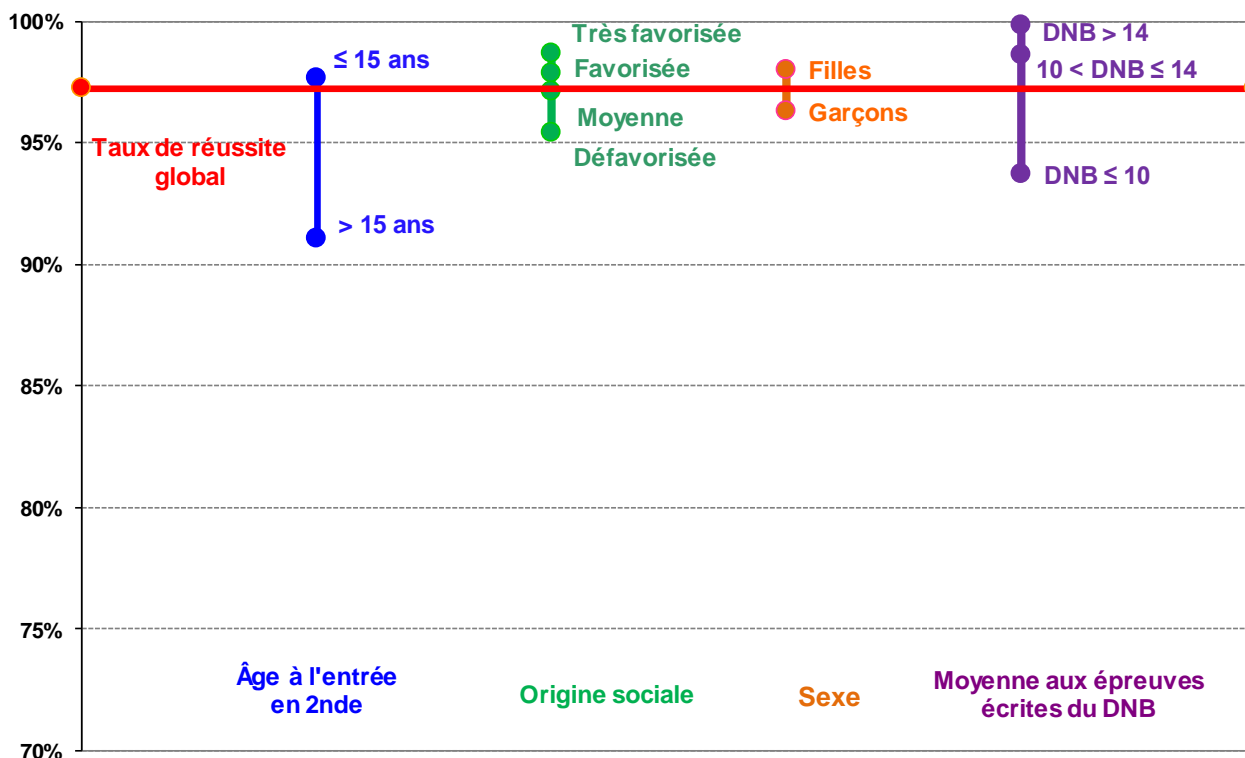 100%
95%
90%
85%
80%
75%
70%
Taux de réussite
global
≤ 15 ans
> 15 ans
Très favorisée
Favorisée
Moyenne
Défavorisée
Filles
Garçons
DNB > 14
10 < DNB ≤ 14
DNB ≤ 10
Âge à l'entrée
en 2nde
Origine sociale
Sexe
Moyenne aux épreuves
écrites du DNB